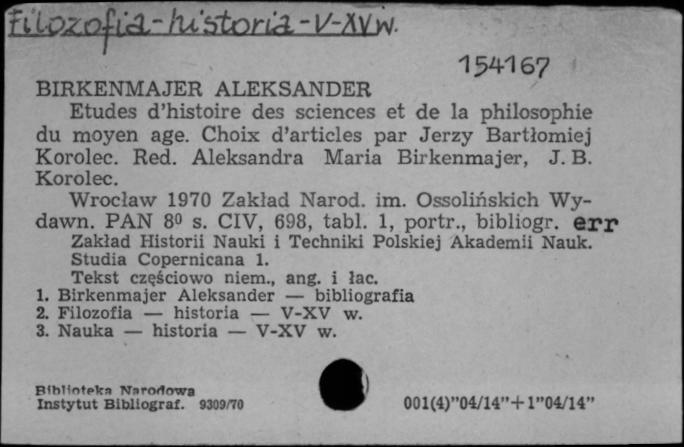 Filozofia-historia-V-XVw.
154167
BIRKENMAJER ALEKSANDER
Etudes d'histoire des sciences et de la philosophie
du moyen age. Choix d'articles par Jerzy Bartłomiej
Korolec. Red. Aleksandra Maria Birkenmajer, J. B.
Korolec.
Wrocław 1970 Zakład Narod. im. Ossolińskich Wy-
dawn. PAN 8⁰ s. CIV, 698, tabl. 1, portr., bibliogr. err
Zakład Historii Nauki i Techniki Polskiej Akademii Nauk.
Studia Copernicana 1.
Tekst częściowo niem., ang. i łac.
1. Birkenmajer Aleksander — bibliografia
2. Filozofia — historia — V-XV w.
3. Nauka — historia — V-XV w.
Biblioteka Narodowa
Instytut Bibliograf. 9309/70
001(4)"04/14"+1"04/14"